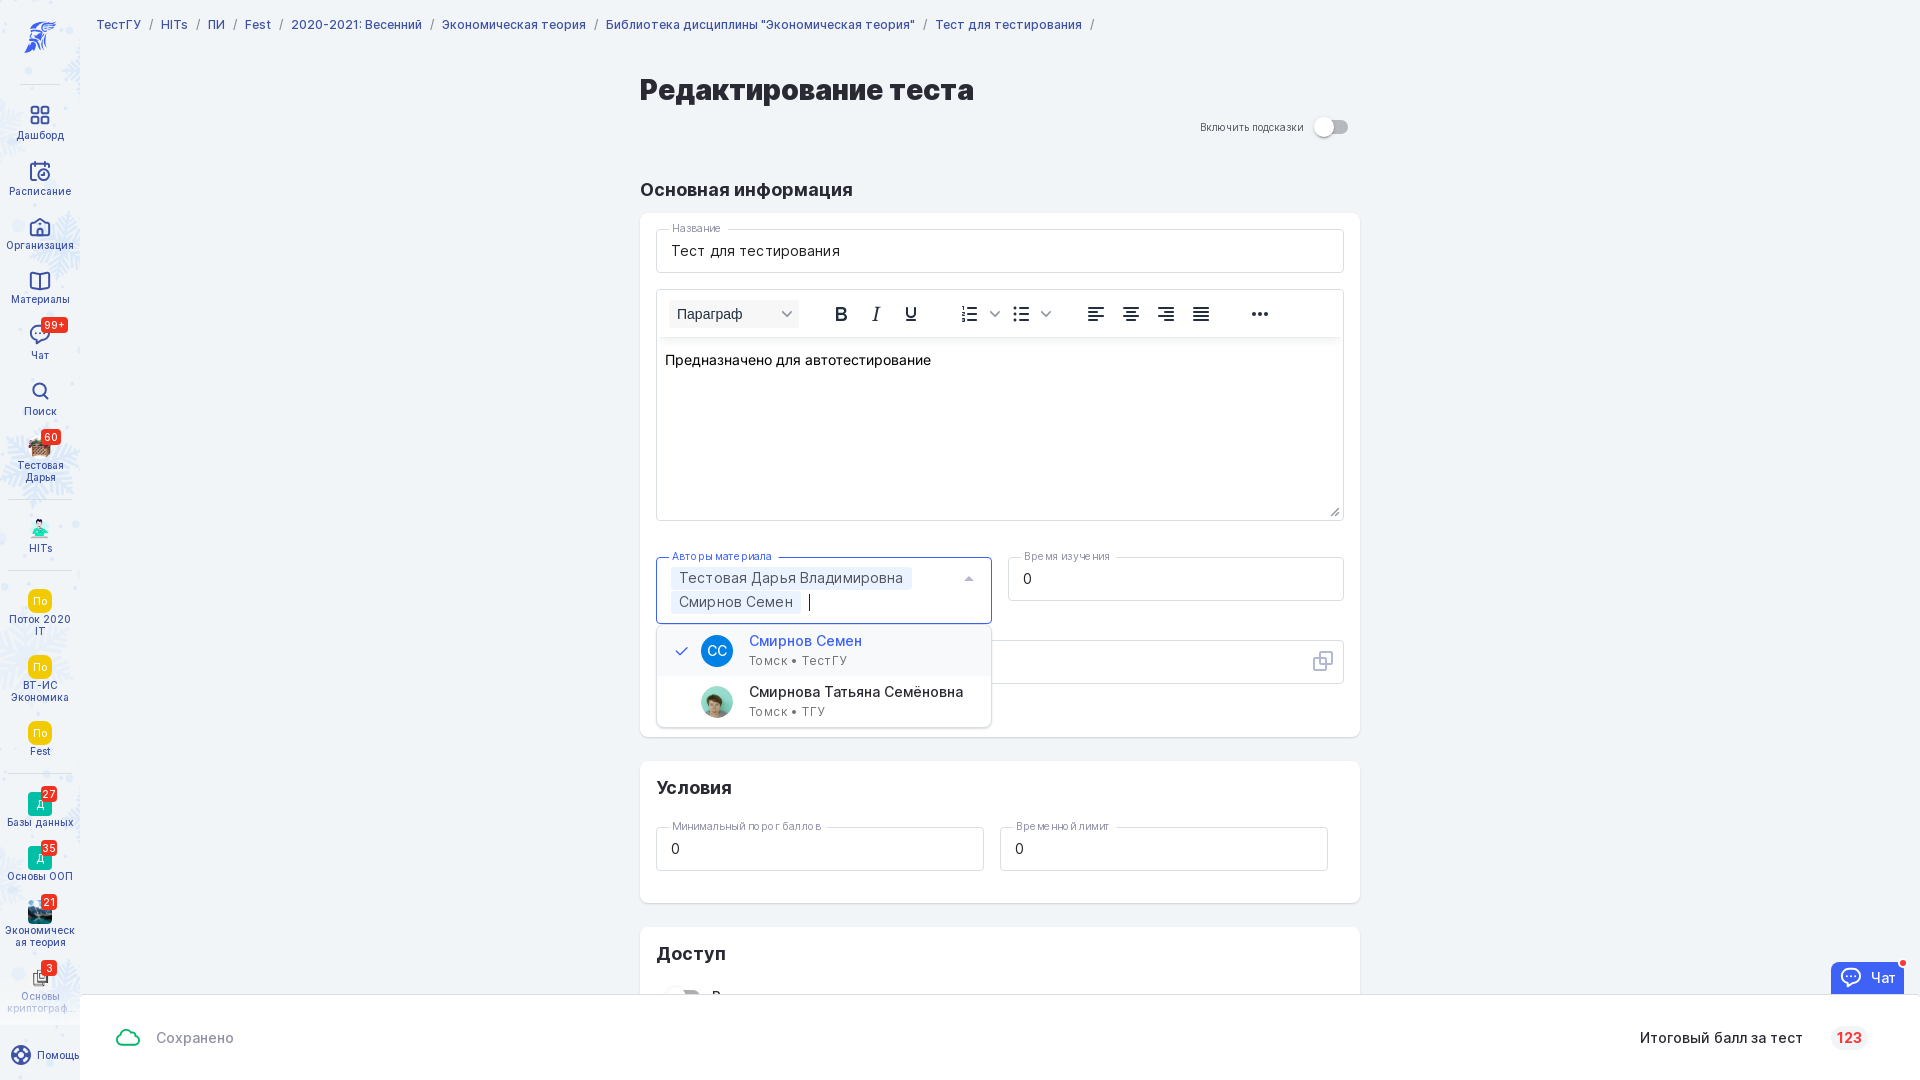 ТестГУ / HITs / ПИ / Fest / 2020-2021: Весенний / Экономическая теория / Библиотека дисциплины "Экономическая теория" / Тест для тестирования /
Редактирование теста
Включить подсказки
Основная информация
Название
Тест для тестирования
Параграф
Предназначено для автотестирование
Авторы материала
Тестовая Дарья Владимировна
Смирнов Семен
Время изучения
0
СС
Смирнов Семен
Томск • ТестГУ
Смирнова Татьяна Семёновна
Томск • ТГУ
Условия
Минимальный порог баллов
0
Временной лимит
0
Доступ
Дашборд
Расписание
Организация
Материалы
99+
Чат
Поиск
60
Тестовая
Дарья
HITs
По
Поток 2020
IT
По
ВТ-ИС
Экономика
По
Fest
27
Д
Базы данных
35
Д
Основы ООП
21
Экономическ
ая теория
3
Основы
криптограф...
Помощь
Сохранено
Чат
Итоговый балл за тест
123